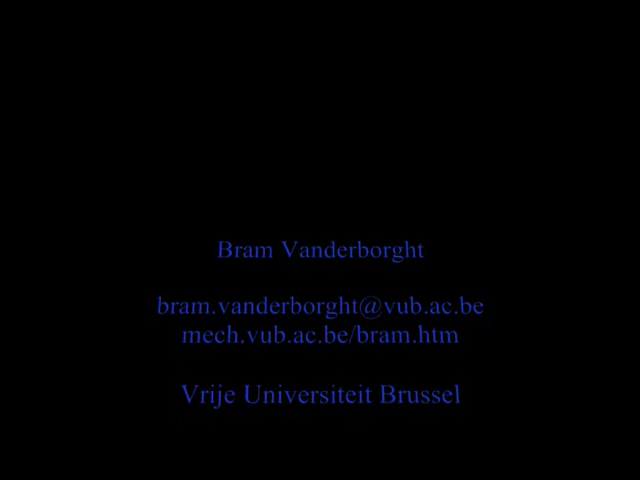 Bram Vanderborght
bram.vanderborght@vub.ac.be
mech.vub.ac.be/bram.htm
Vrije Universiteit Brussel